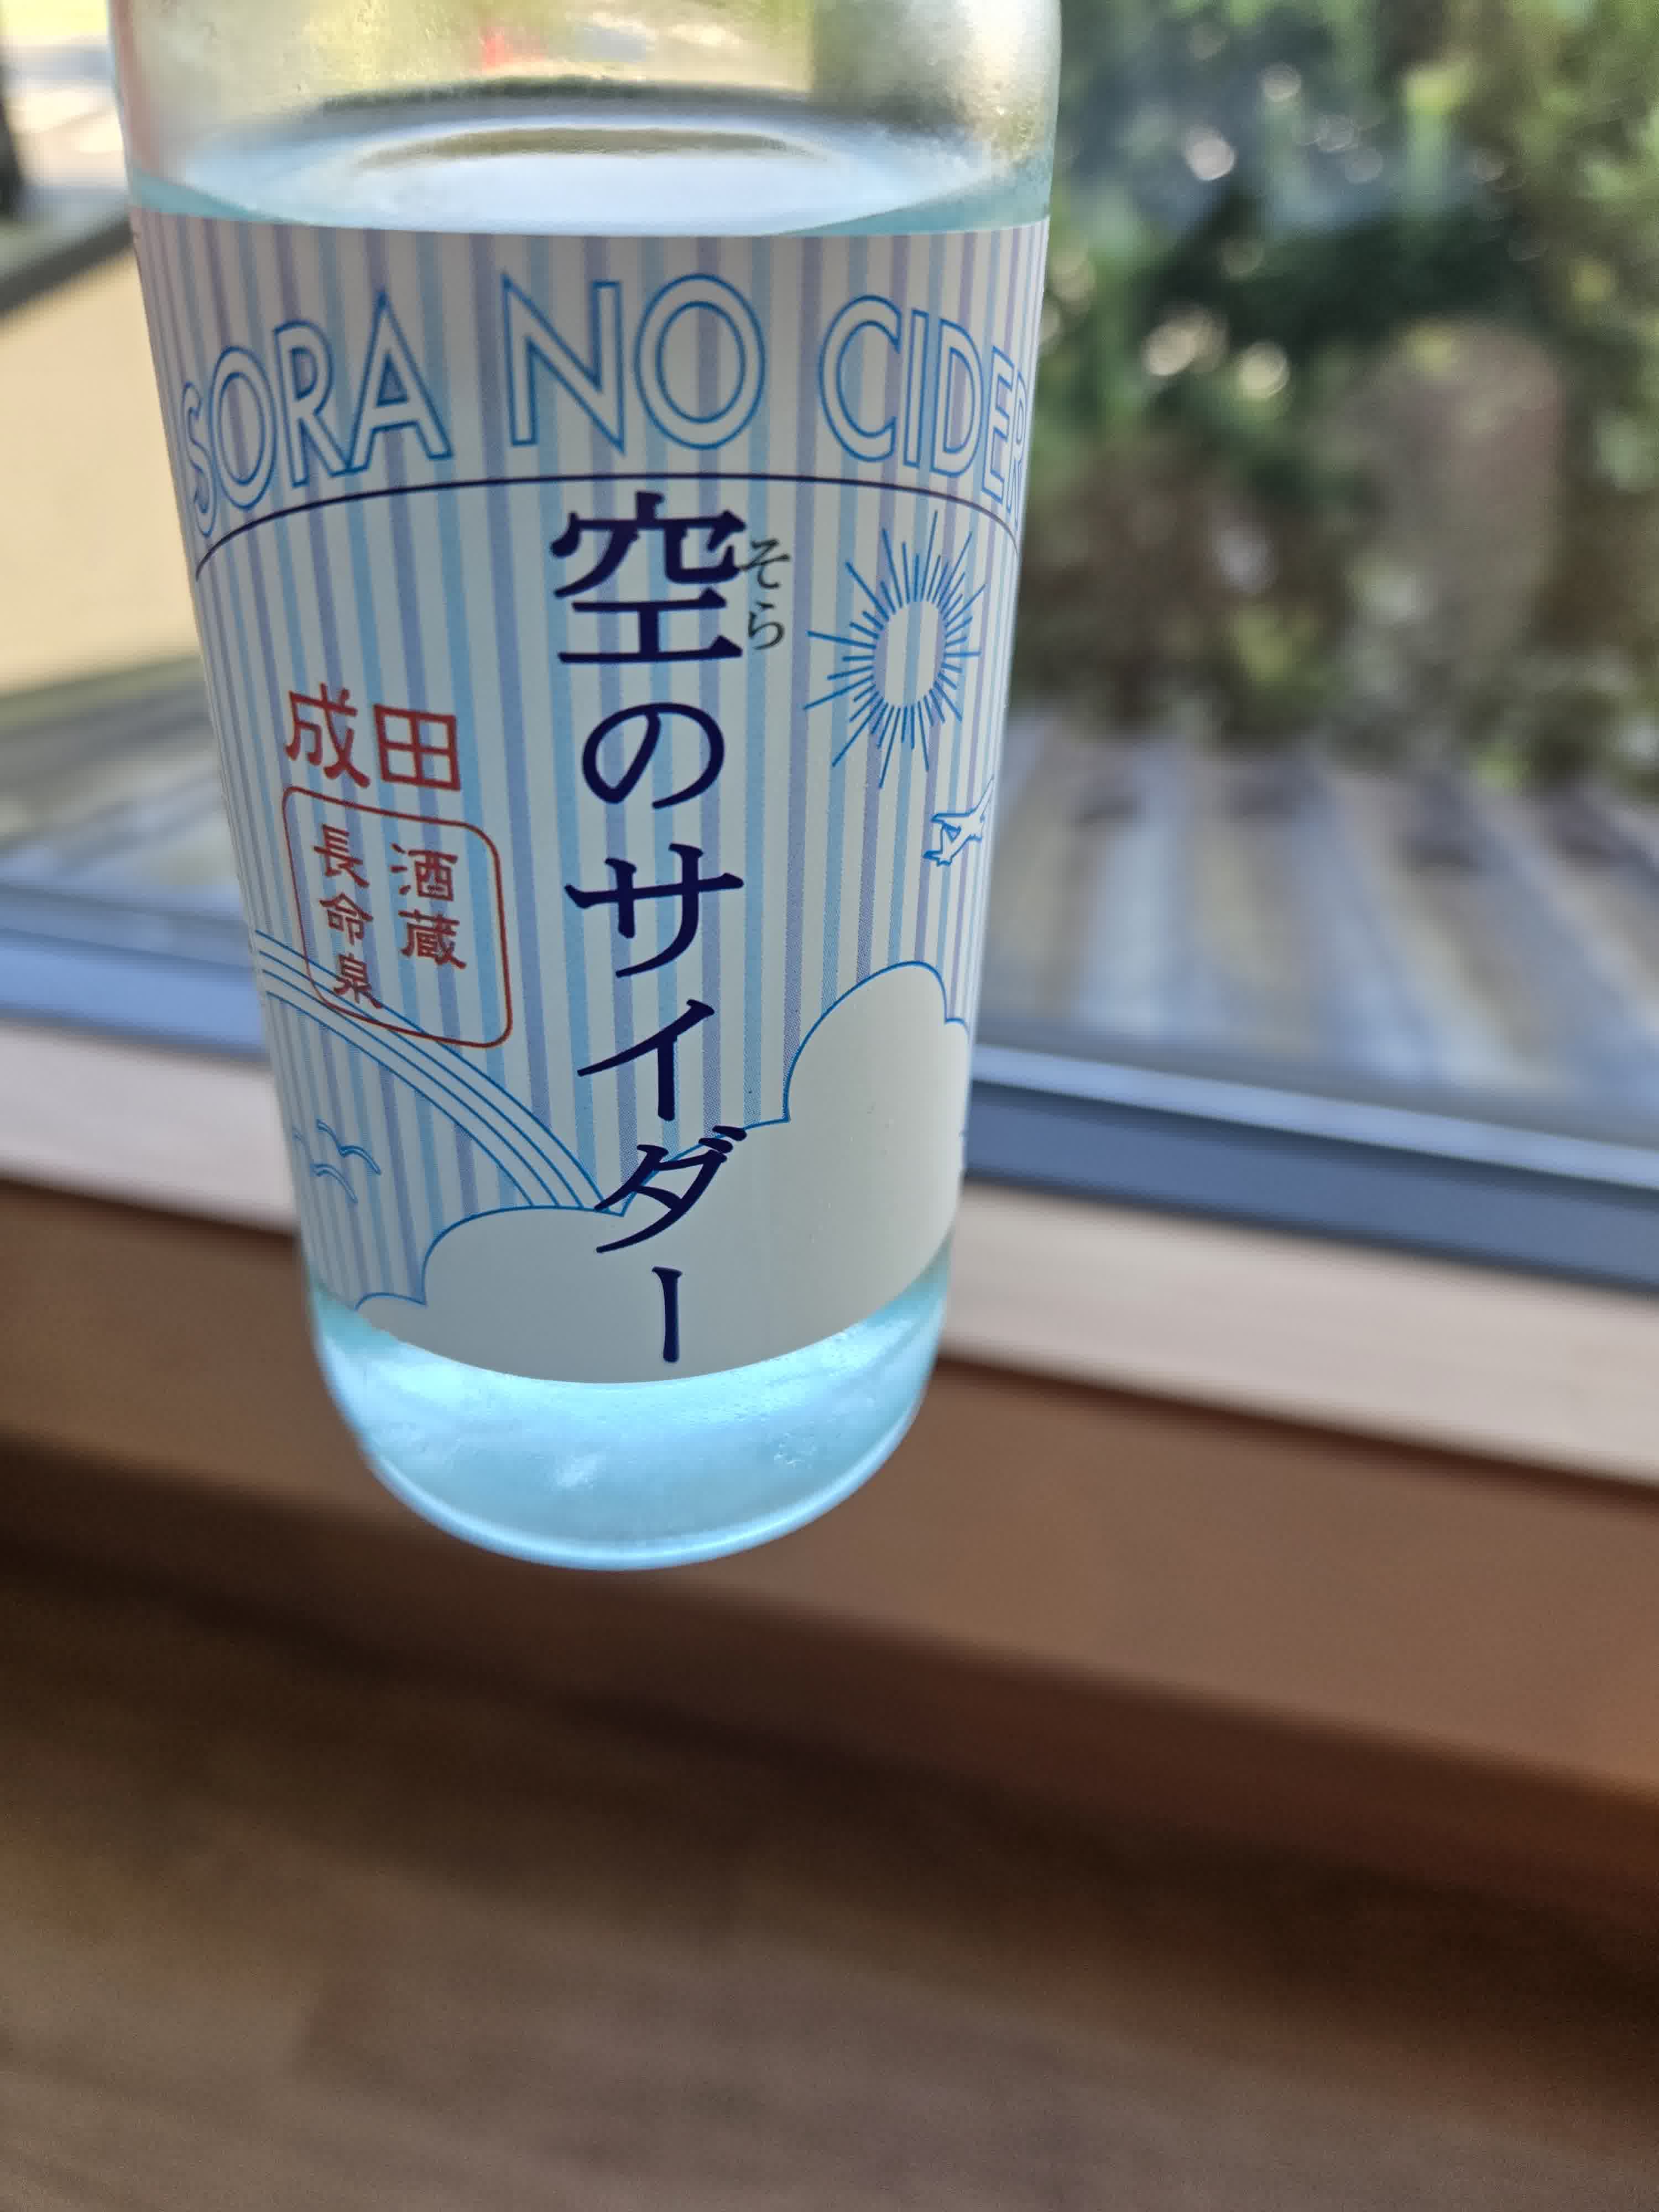 SORA NO CIDER
空のサイダー
そら
成田
酒蔵
長命泉